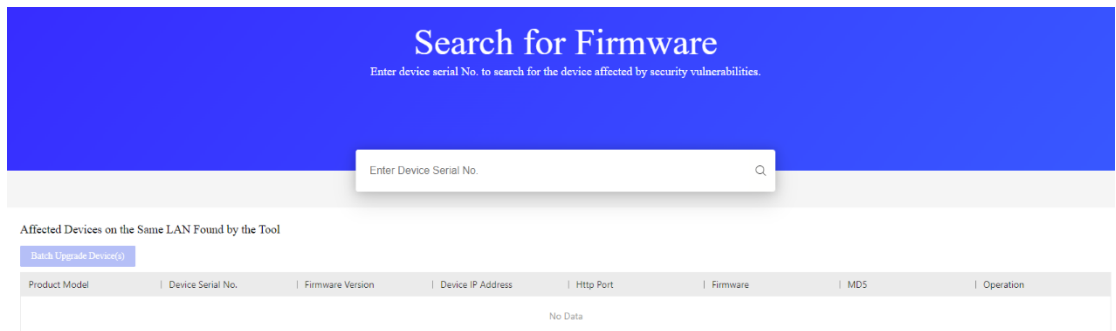 Search for Firmware
Enter device serial No. to search for the device affected by security vulnerabilities.
Enter Device Serial No.
Affected Devices on the Same LAN Found by the Tool
Batch Upgrade Device(s)
Product Model | Device Serial No. | Firmware Version | Device IP Address | Http Port | Firmware | MD5 | Operation
No Data